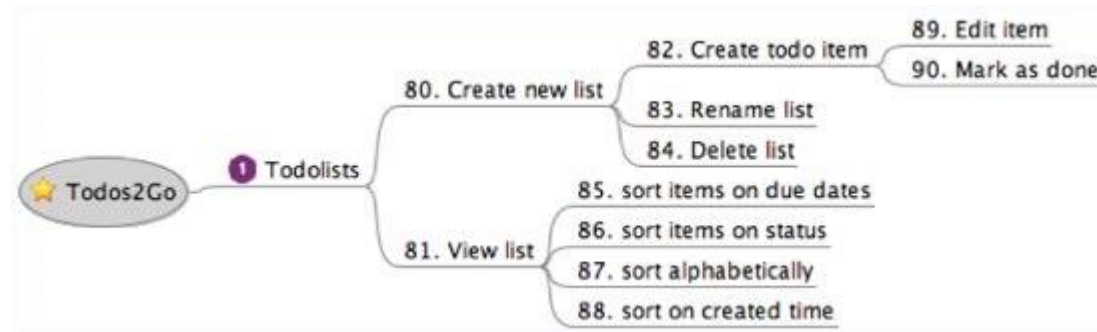 Todos2Go
1 Todolists
80. Create new list
82. Create todo item
89. Edit item
90. Mark as done
83. Rename list
84. Delete list
81. View list
85. sort items on due dates
86. sort items on status
87. sort alphabetically
88. sort on created time